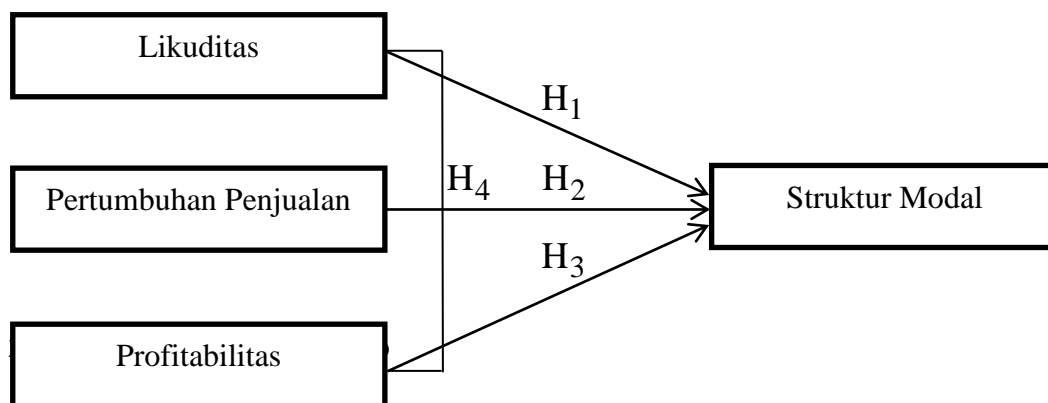 Likuditas
H1
Pertumbuhan Penjualan
H4
H2
Struktur Modal
H3
Profitabilitas